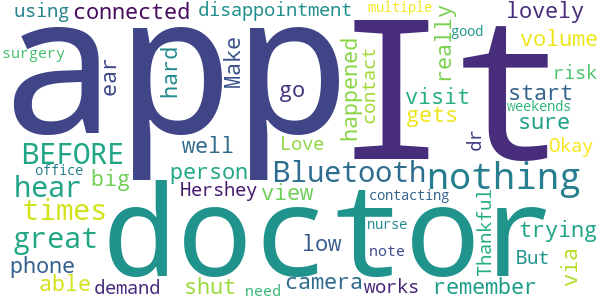 using connected disappointment multiple lovely
surgery good volume
app It
ear hard Make go happened contact really
risk
visit start weekends
gets sure
BEFORE well Love dr Okay
office person Bluetooth nothing
hear big Hershey view contacting
times doctor
great low nurse Thankful trying
note But via
phone
able camera works remember
demand shut need